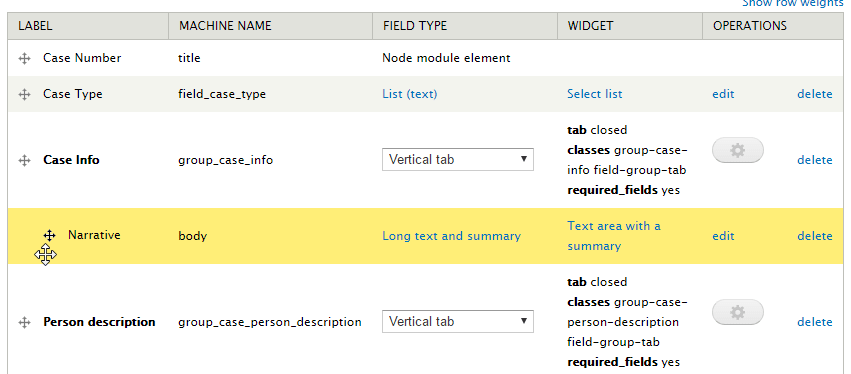 Show row weights
LABEL MACHINE NAME FIELD TYPE WIDGET OPERATIONS
Case Number title Node module element
Case Type field_case_type List (text) Select list edit delete
Case Info group_case_info Vertical tab tab closed
classes group-case-
info field-group-tab
required_fields yes delete
Narrative body Long text and summary Text area with a
summary edit delete
Person description group_case_person_description Vertical tab tab closed
classes group-case-
person-description
field-group-tab
required_fields yes delete